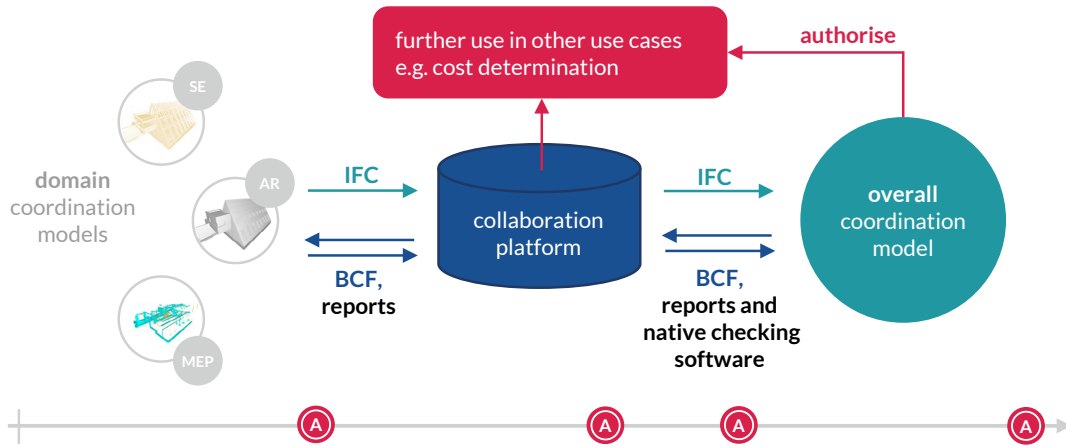 further use in other use cases
e.g. cost determination
authorise
SE
AR
MEP
domain
coordination
models
IFC
BCF,
reports
collaboration
platform
IFC
BCF,
reports and
native checking
software
overall
coordination
model
A
A
A
A